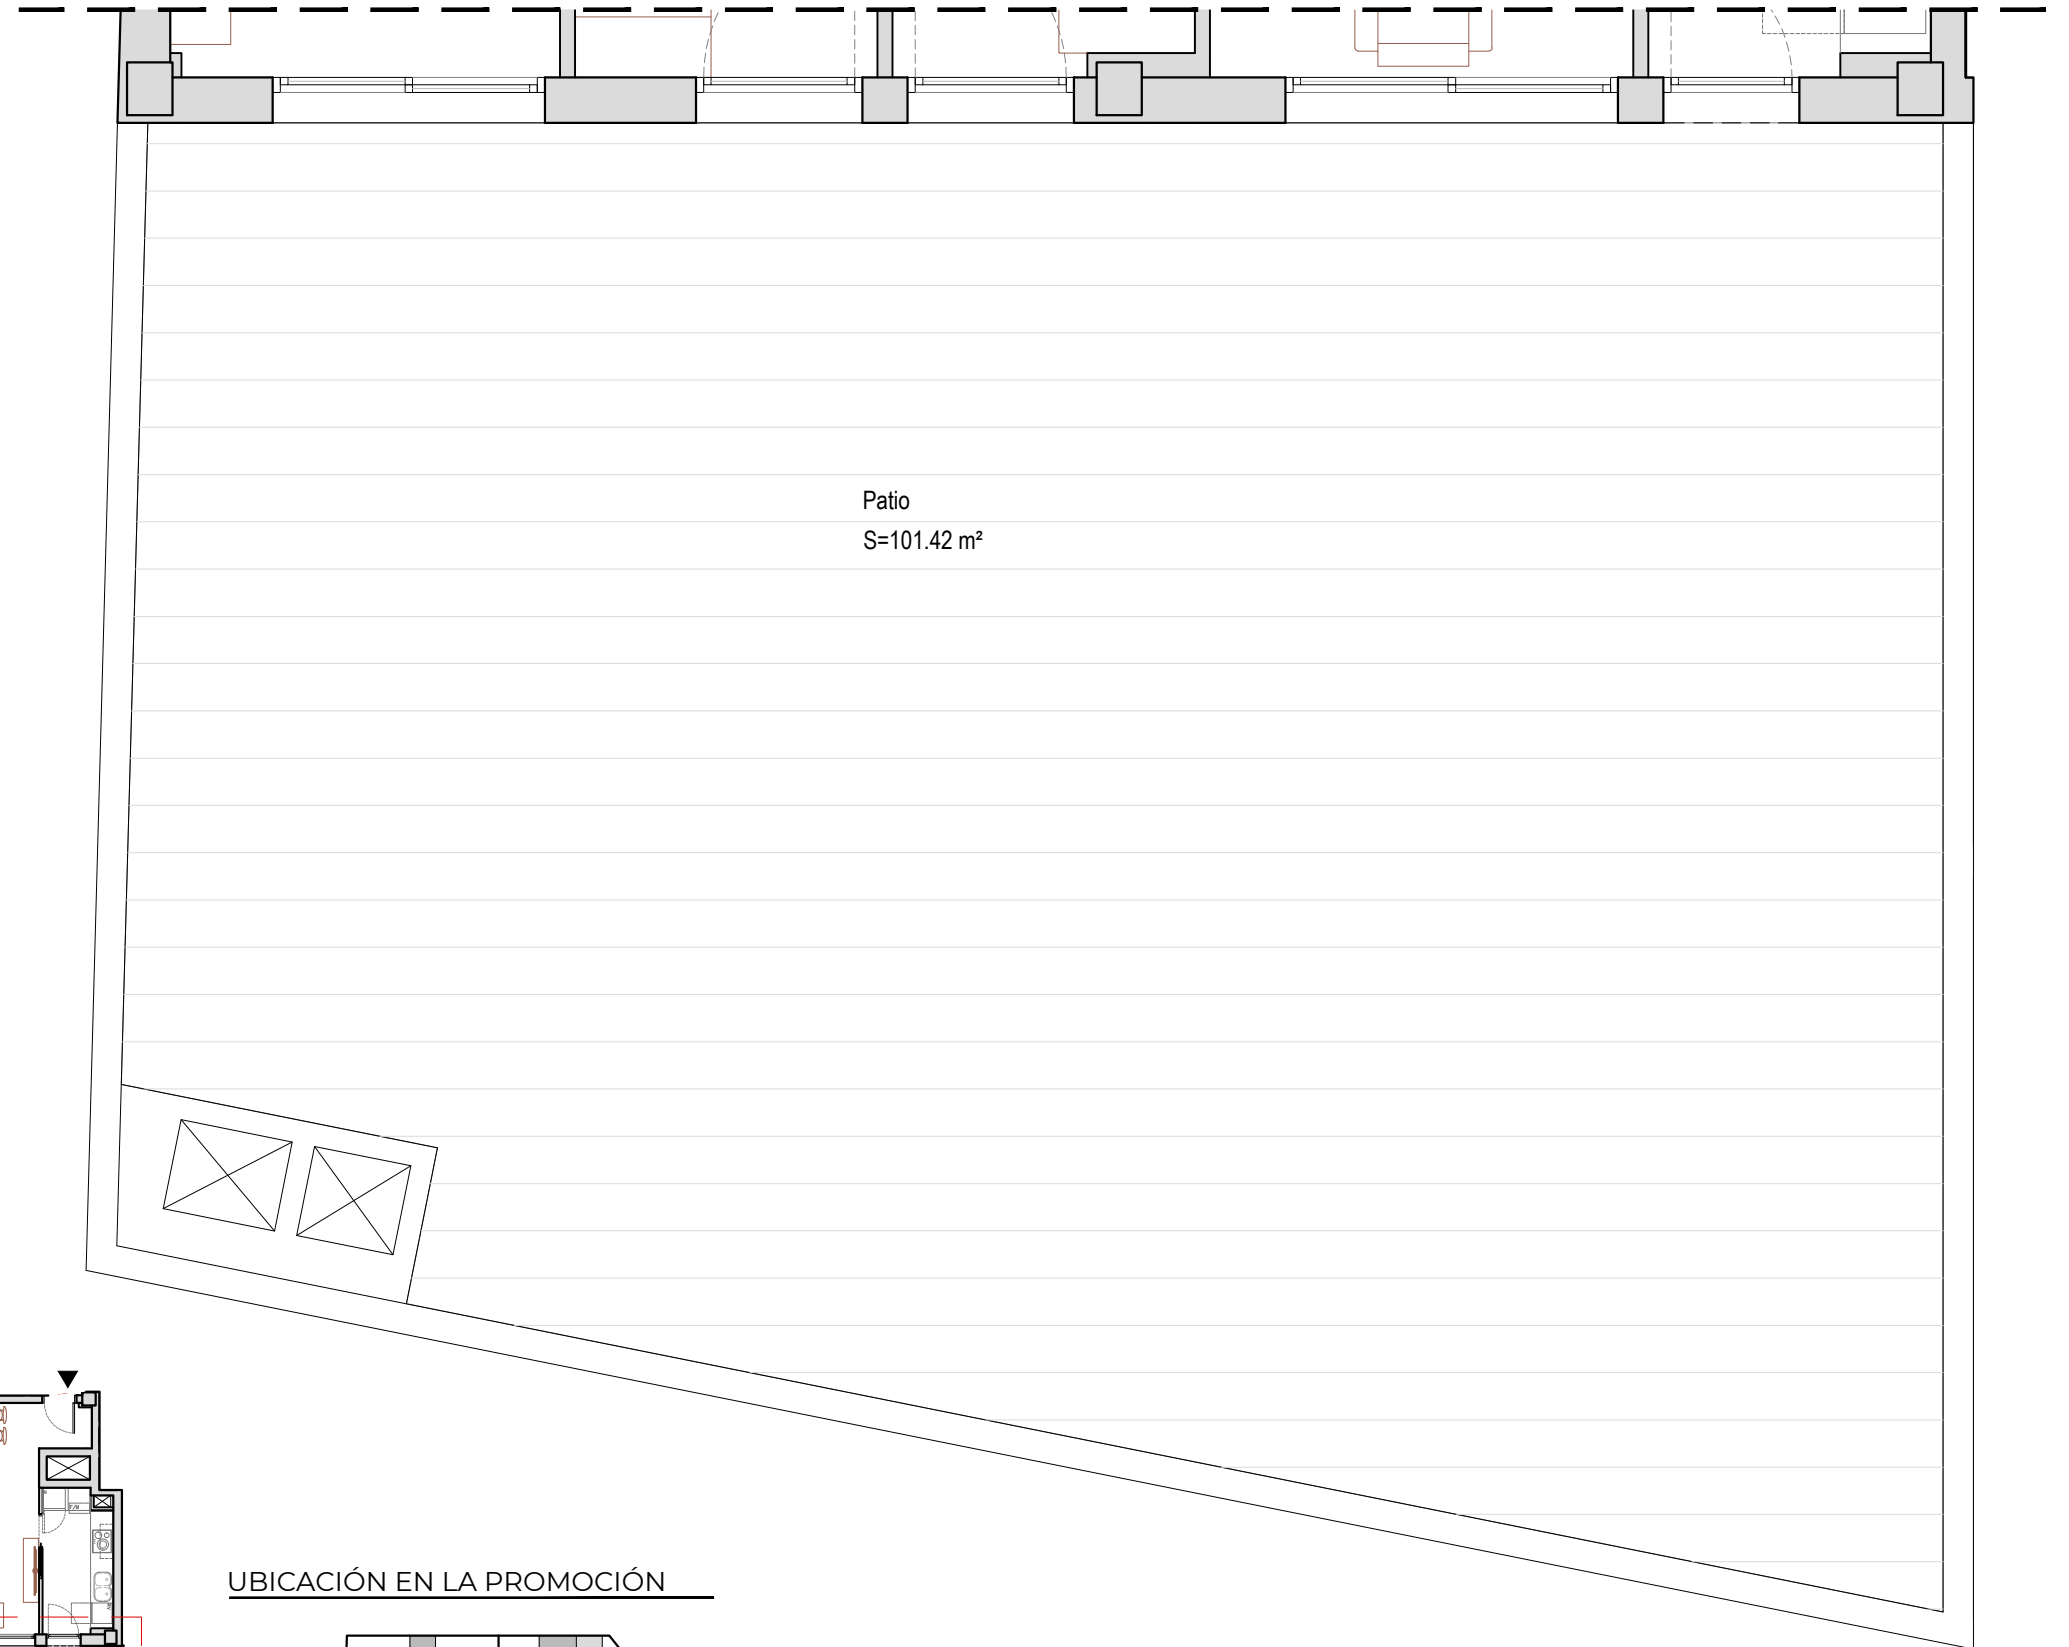 Patio
S=101.42 m²
UBICACIÓN EN LA PROMOCIÓN